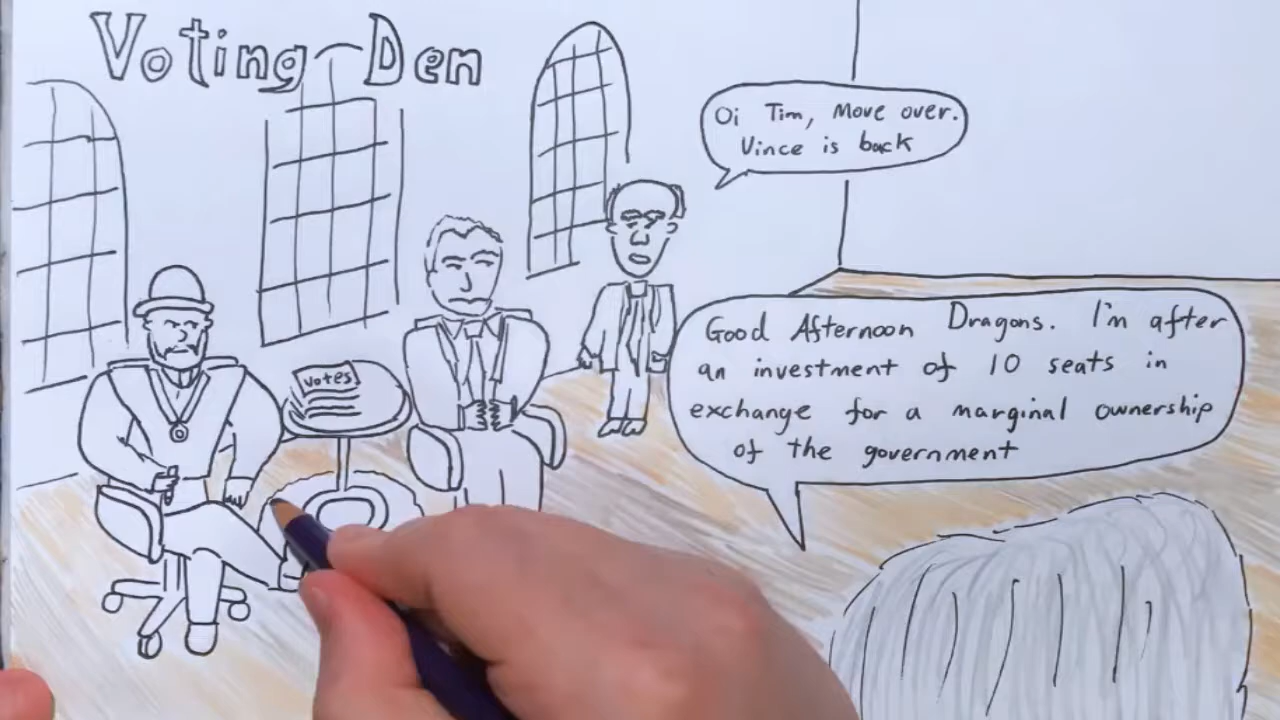 Voting Den
Oi Tim, Move over.
Vince is back
Good Afternoon Dragons. I'm after
an investment of 10 seats in
exchange for a marginal ownership
of the government
votes